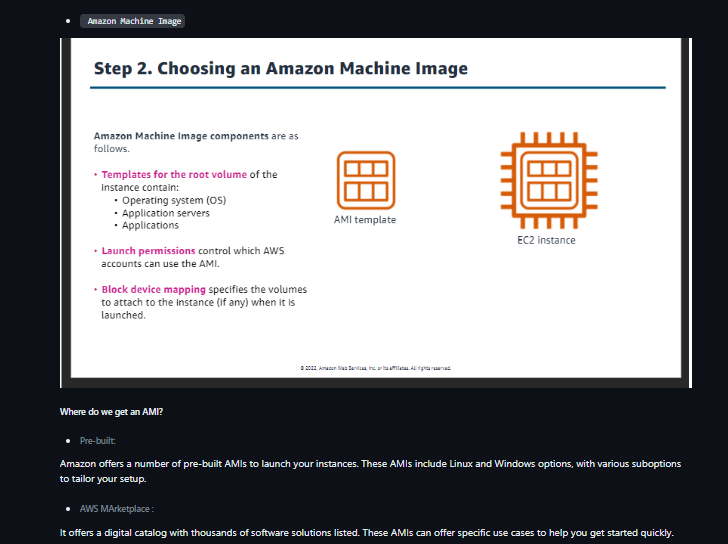 Amazon Machine Image
Step 2. Choosing an Amazon Machine Image
Amazon Machine Image components are as
follows.
• Templates for the root volume of the
instance contain:
• Operating system (OS)
• Application servers
• Applications
• Launch permissions control which AWS
accounts can use the AMI.
• Block device mapping specifies the volumes
to attach to the instance (if any) when it is
launched.
AMI template
EC2 instance
© 2022, Amazon Web Services, Inc. or its affiliates. All rights reserved.
Where do we get an AMI?
• Pre-built:
Amazon offers a number of pre-built AMIs to launch your instances. These AMIs include Linux and Windows options, with various suboptions
to tailor your setup.
• AWS MArketplace :
It offers a digital catalog with thousands of software solutions listed. These AMIs can offer specific use cases to help you get started quickly.